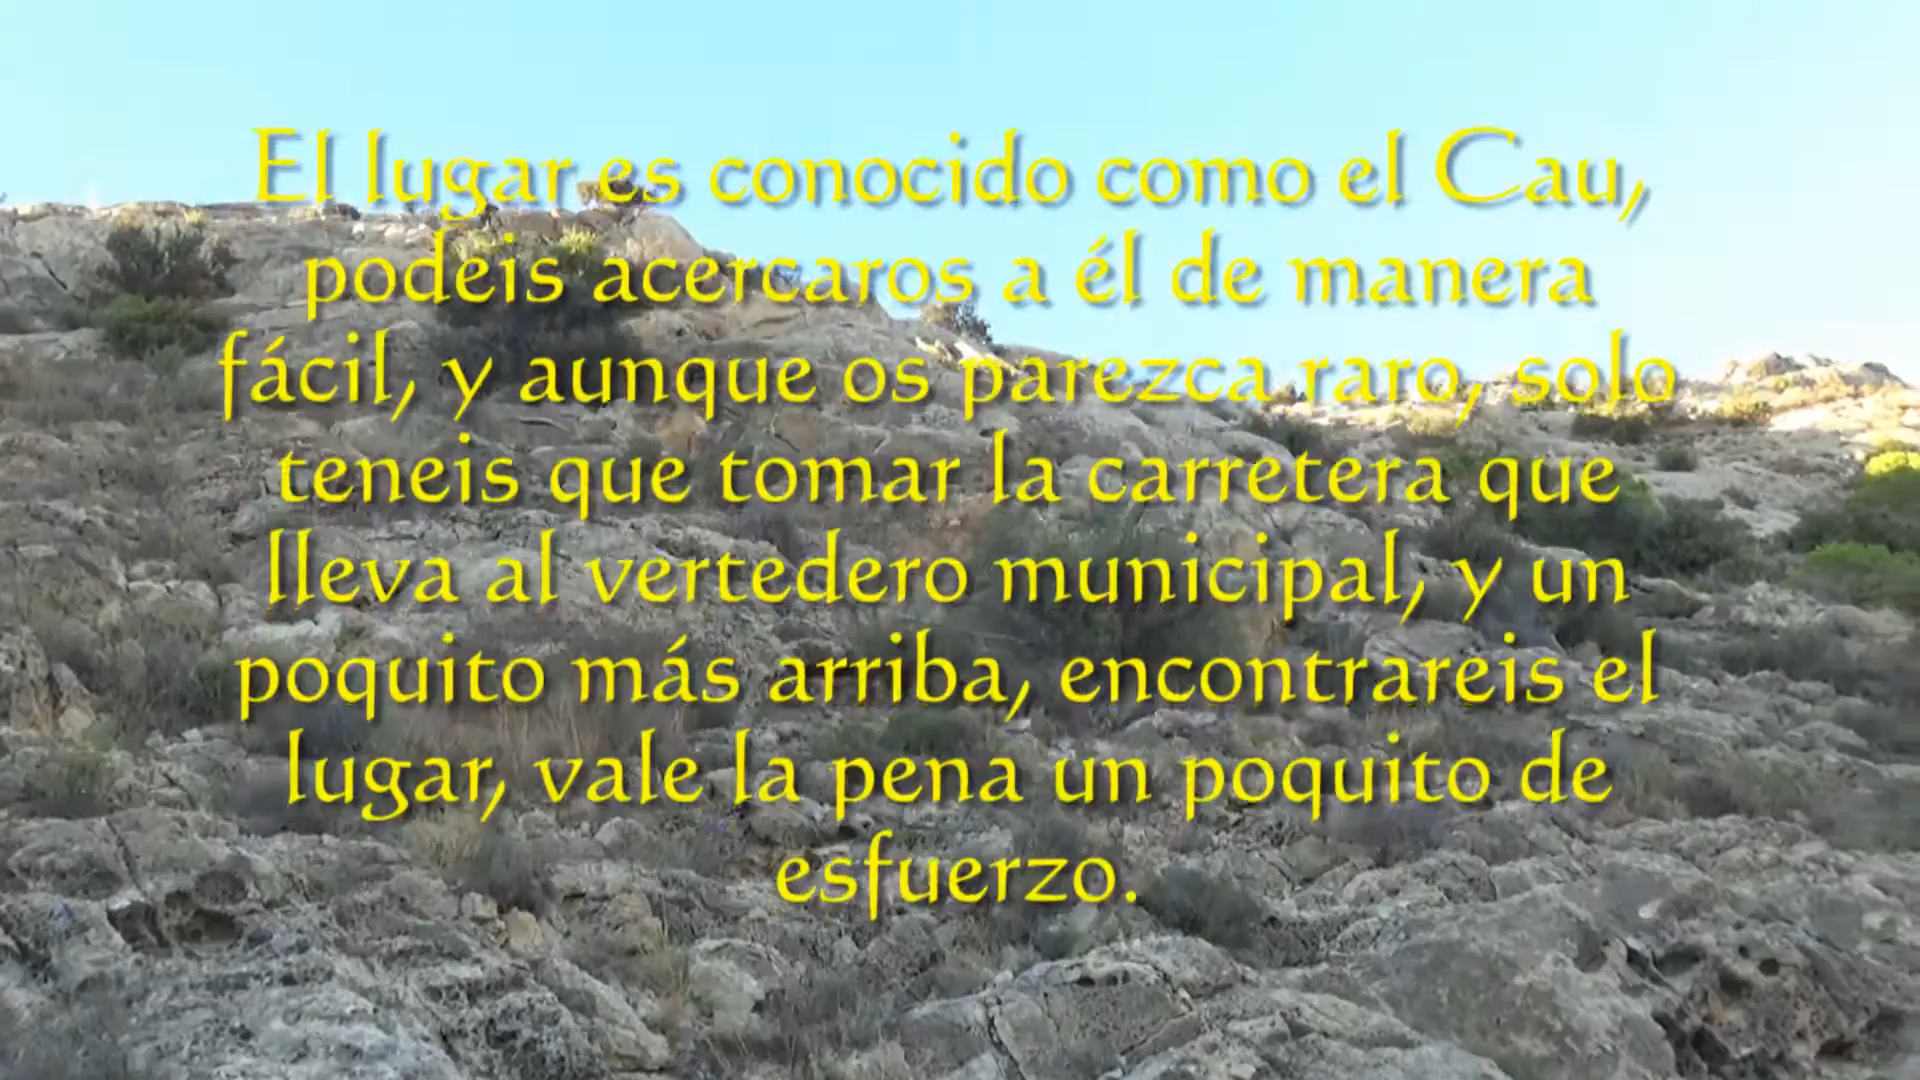 El lugar es conocido como el Cau,
podeis acercaros a él de manera
fácil, y aunque os parezca raro, solo
teneis que tomar la carretera que
lleva al vertedero municipal, y un
poquito más arriba, encontrareis el
lugar, vale la pena un poquito de
esfuerzo.